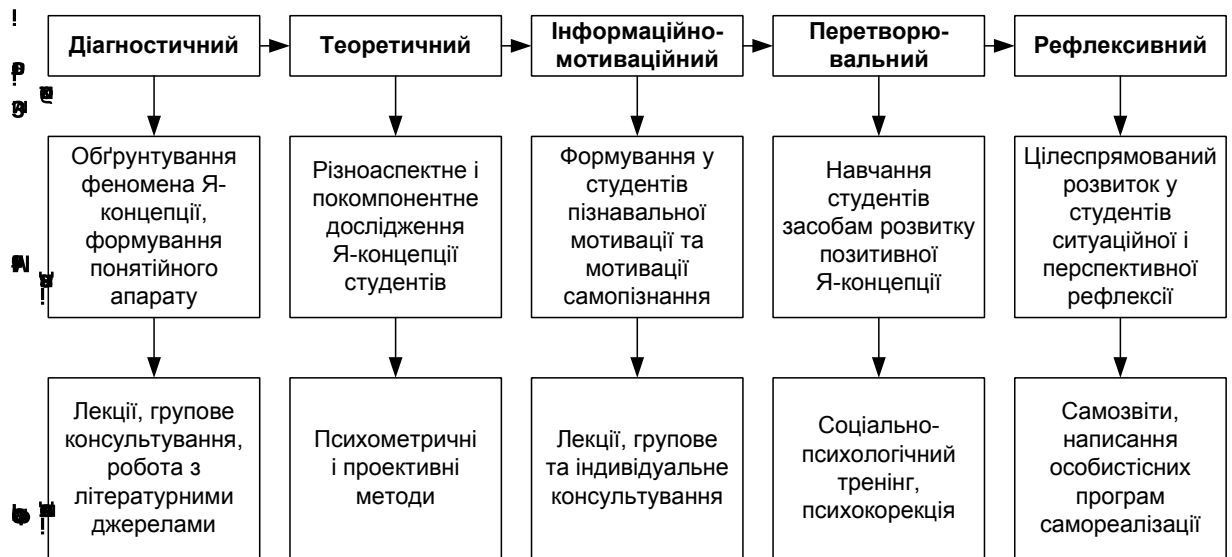 Діагностичний
Теоретичний
Інформаційно-
мотиваційний
Перетворю-
вальний
Рефлексивний
Обґрунтування
феномена Я-
концепції,
формування
понятійного
апарату
Різноаспектне і
покомпонентне
дослідження
Я-концепції
студентів
Формування у
студентів
пізнавальної
мотивації та
мотивації
самопізнання
Навчання
студентів
засобам розвитку
позитивної
Я-концепції
Цілеспрямований
розвиток у
студентів
ситуаційної і
перспективної
рефлексії
Лекції, групове
консультування,
робота з
літературними
джерелами
Психометричні
і проективні
методи
Лекції, групове
та індивідуальне
консультування
Соціально-
психологічний
тренінг,
психокорекція
Самозвіти,
написання
особистісних
програм
самореалізації